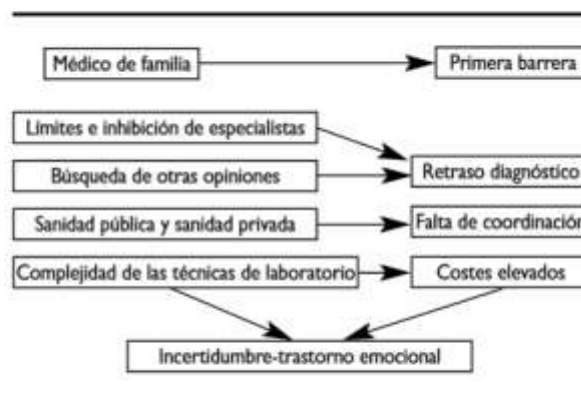 Médico de familia
Primera barrera
Límites e inhibición de especialistas
Búsqueda de otras opiniones
Retraso diagnóstico
Sanidad pública y sanidad privada
Falta de coordinación
Complejidad de las técnicas de laboratorio
Costes elevados
Incertidumbre-trastorno emocional